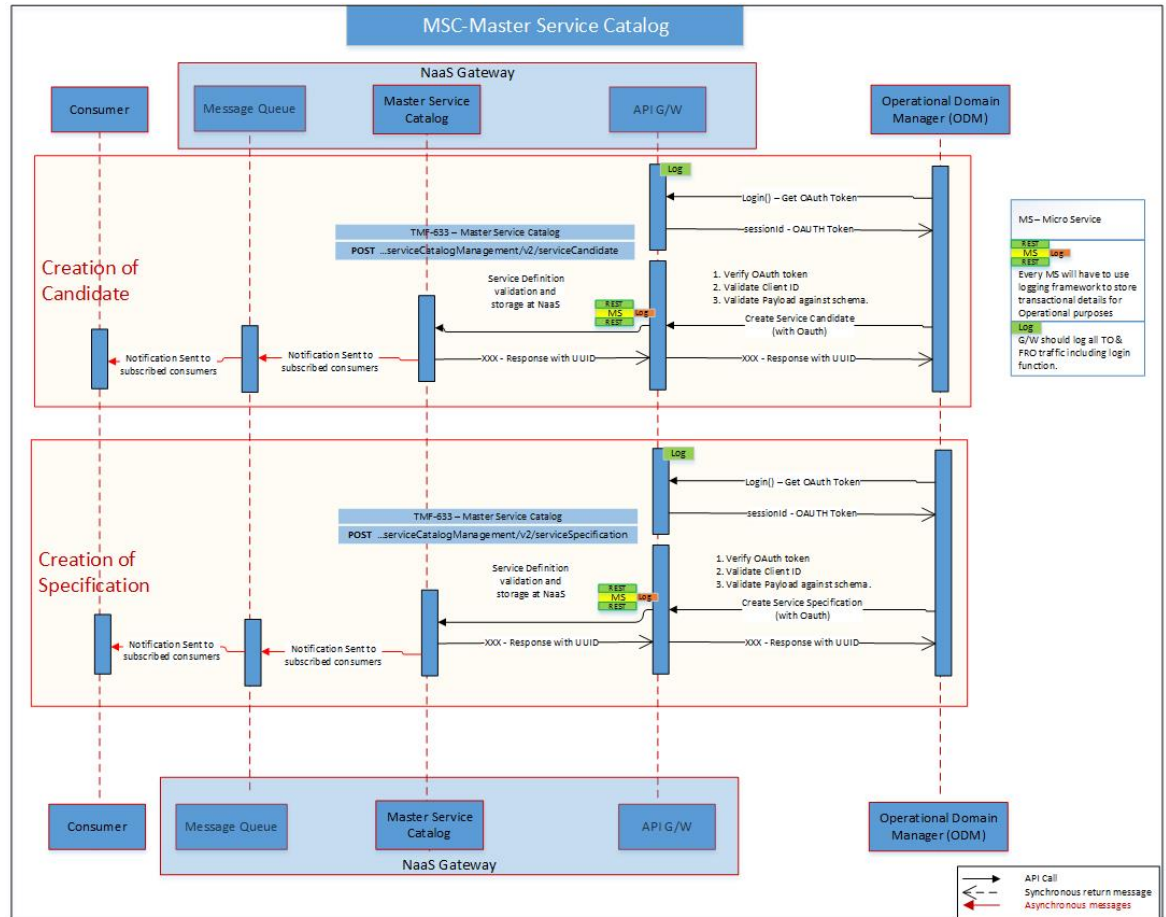 MSC-Master Service Catalog
NaaS Gateway
Consumer
Message Queue
Master Service
Catalog
API G/W
Operational Domain
Manager (ODM)
Creation of
Candidate
Log
Login() – Get OAuth Token
sessionId - OAUTH Token
TMF-633 – Master Service Catalog
POST ...serviceCatalogManagement/v2/serviceCandidate
Service Definition
validation and
storage at NaaS
REST
MS
Log
REST
1. Verify OAuth token
2. Validate Client ID
3. Validate Payload against schema.
Create Service Candidate
(with Oauth)
Notification Sent to
subscribed consumers
Notification Sent to
subscribed consumers
XXX - Response with UUID
XXX - Response with UUID
MS – Micro Service
REST
MS
Log
REST
Every MS will have to use
logging framework to store
transactional details for
Operational purposes
Log
G/W should log all TO &
FRO traffic including login
function.
Creation of
Specification
Log
Login() – Get OAuth Token
sessionId - OAUTH Token
TMF-633 – Master Service Catalog
POST ...serviceCatalogManagement/v2/serviceSpecification
Service Definition
validation and
storage at NaaS
REST
MS
Log
REST
1. Verify OAuth token
2. Validate Client ID
3. Validate Payload against schema.
Create Service Specification
(with Oauth)
Notification Sent to
subscribed consumers
Notification Sent to
subscribed consumers
XXX - Response with UUID
XXX - Response with UUID
Consumer
Message Queue
Master Service
Catalog
API G/W
Operational Domain
Manager (ODM)
NaaS Gateway
API Call
Synchronous return message
Asynchronous messages